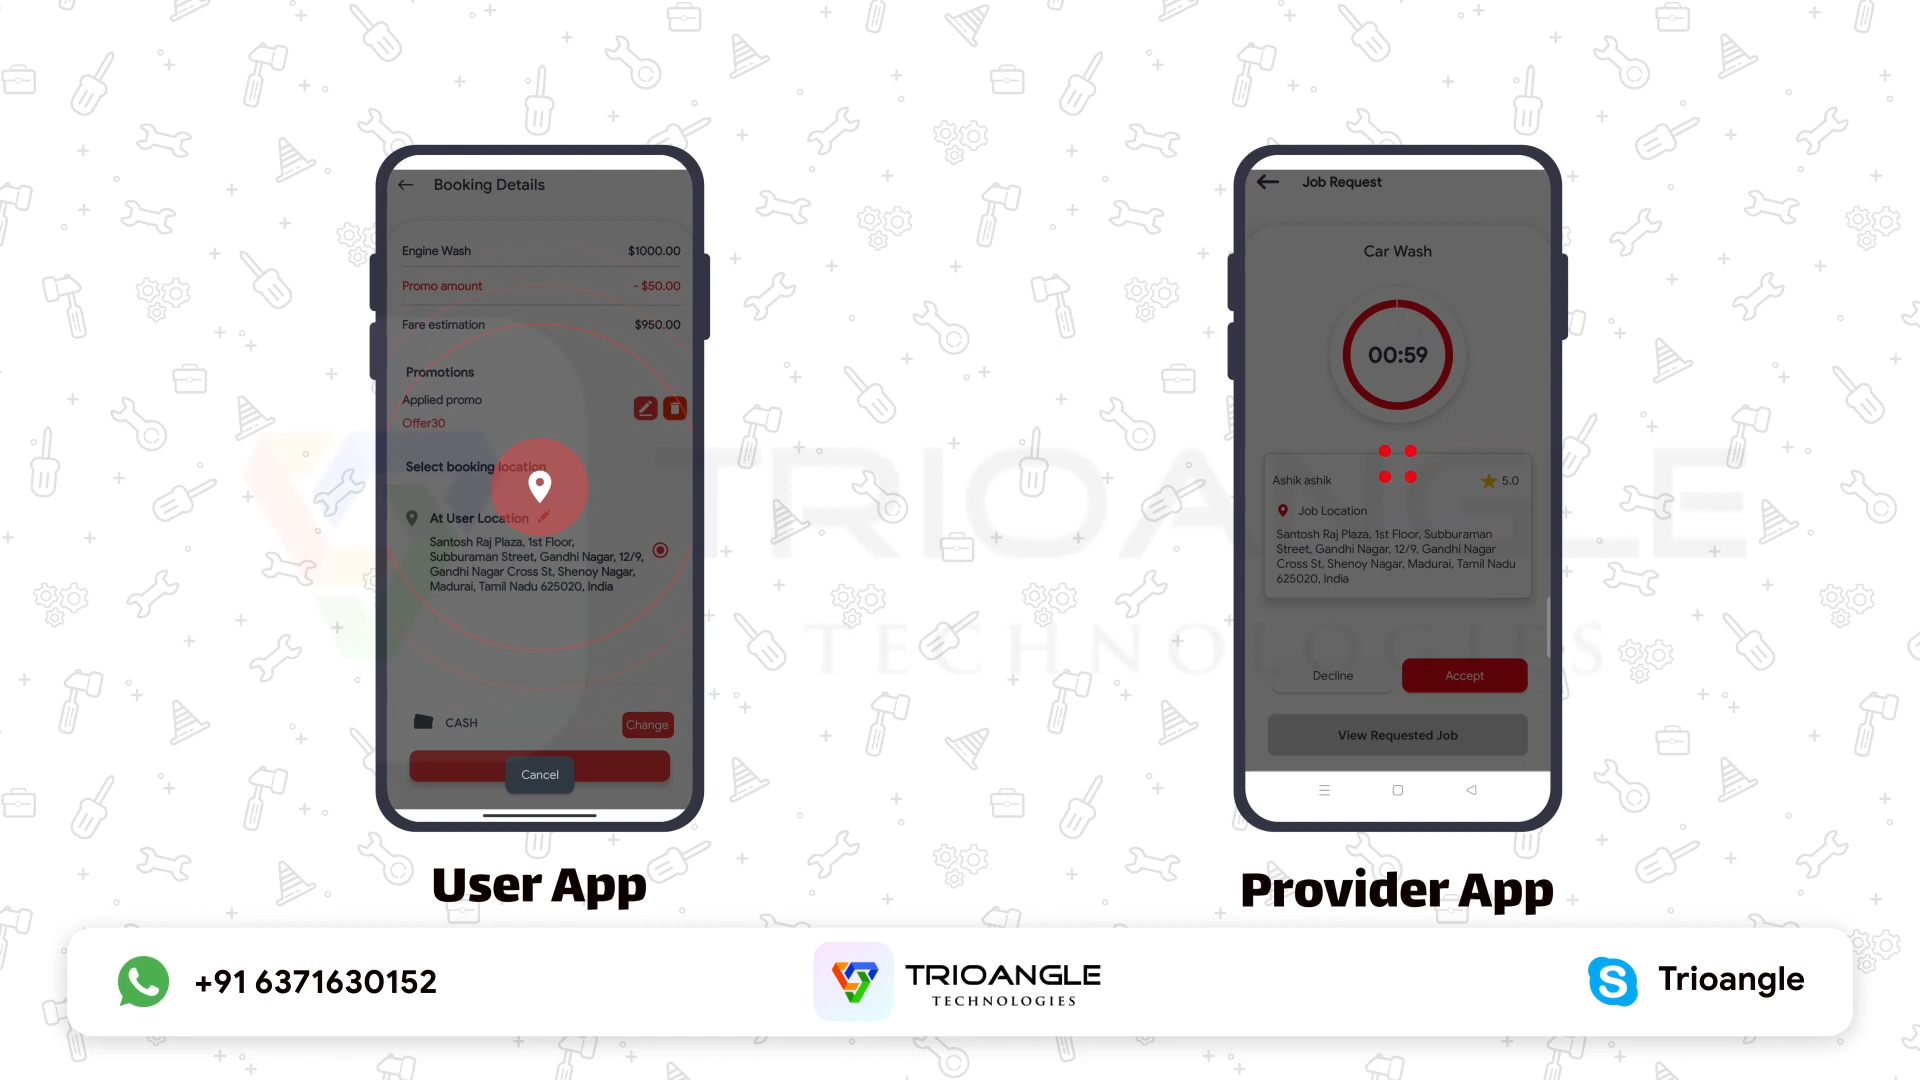 Booking Details
Engine Wash $1000.00
Promo amount - $50.00
Fare estimation $950.00
Promotions
Applied promo
Offer30
Select booking location
At User Location
Santosh Raj Plaza, 1st Floor,
Subburaman Street, Gandhi Nagar, 12/9,
Gandhi Nagar Cross St, Shenoy Nagar,
Madurai, Tamil Nadu 625020, India
CASH Change
Cancel
User App
Job Request
Car Wash
00:59
Ashik ashik 5.0
Job Location
Santosh Raj Plaza, 1st Floor, Subburaman
Street, Gandhi Nagar, 12/9, Gandhi Nagar
Cross St, Shenoy Nagar, Madurai, Tamil Nadu
625020, India
Decline Accept
View Requested Job
Provider App
TRIOANGLE
TECHNOLOGIES
+91 6371630152
TRIOANGLE
TECHNOLOGIES
S Trioangle